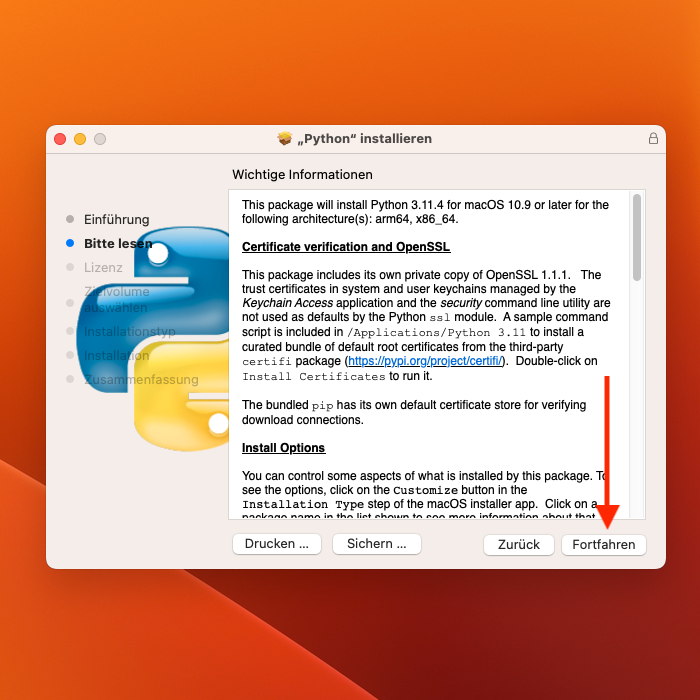 „Python“ installieren
Wichtige Informationen
Einführung
Bitte lesen
Lizenz
Zielvolume
auswählen
Installationstyp
Installation
Zusammenfassung
This package will install Python 3.11.4 for macOS 10.9 or later for the
following architecture(s): arm64, x86_64.
Certificate verification and OpenSSL
This package includes its own private copy of OpenSSL 1.1.1.   The
trust certificates in system and user keychains managed by the
Keychain Access application and the security command line utility are
not used as defaults by the Python ssl module.  A sample command
script is included in /Applications/Python 3.11 to install a
curated bundle of default root certificates from the third-party
certifi package (https://pypi.org/project/certifi/).  Double-click on
Install Certificates to run it.
The bundled pip has its own default certificate store for verifying
download connections.
Install Options
You can control some aspects of what is installed by this package. To
see the options, click on the Customize button in the
Installation Type step of the macOS installer app.  Click on a
package name in the list shown to see more information about that
Drucken ...
Sichern ...
Zurück
Fortfahren